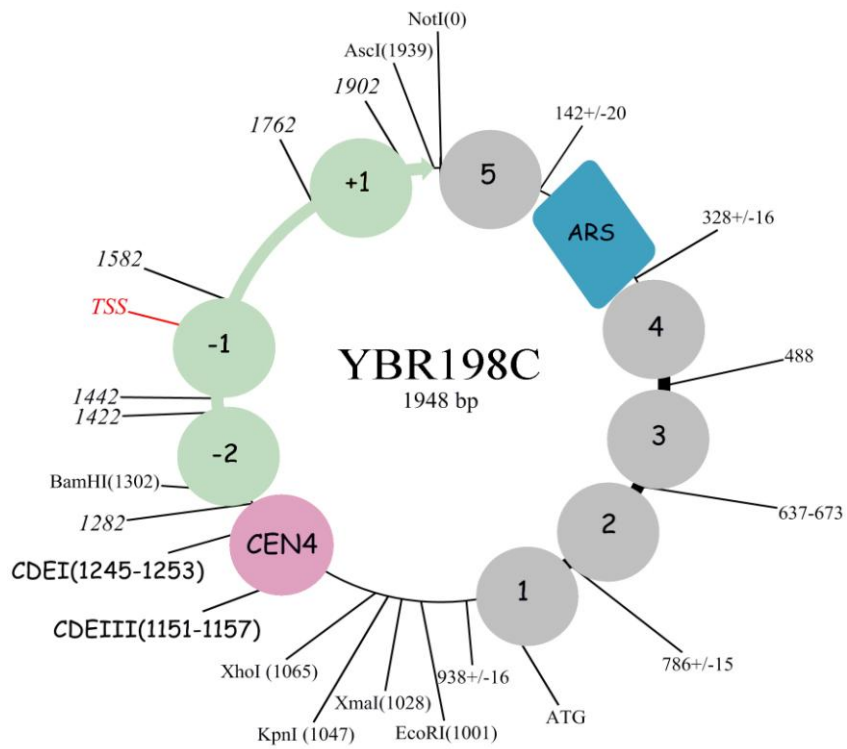 NotI(0)
AscI(1939)
1902
142+/-20
1762
+1
5
ARS
328+/-16
1582
TSS
-1
4
YBR198C
1948 bp
488
1442
1422
3
-2
BamHI(1302)
637-673
1282
2
CEN4
CDEI(1245-1253)
1
CDEIII(1151-1157)
786+/-15
XhoI (1065)
938+/-16
XmaI(1028)
ATG
KpnI (1047)
EcoRI(1001)